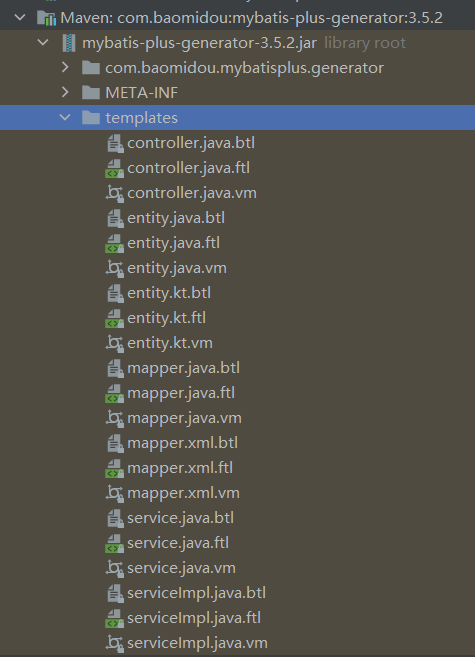 Maven: com.baomidou:mybatis-plus-generator:3.5.2
mybatis-plus-generator-3.5.2.jar library root
com.baomidou.mybatisplus.generator
META-INF
templates
controller.java.btl
controller.java.ftl
controller.java.vm
entity.java.btl
entity.java.ftl
entity.java.vm
entity.kt.btl
entity.kt.ftl
entity.kt.vm
mapper.java.btl
mapper.java.ftl
mapper.java.vm
mapper.xml.btl
mapper.xml.ftl
mapper.xml.vm
service.java.btl
service.java.ftl
service.java.vm
serviceImpl.java.btl
serviceImpl.java.ftl
serviceImpl.java.vm